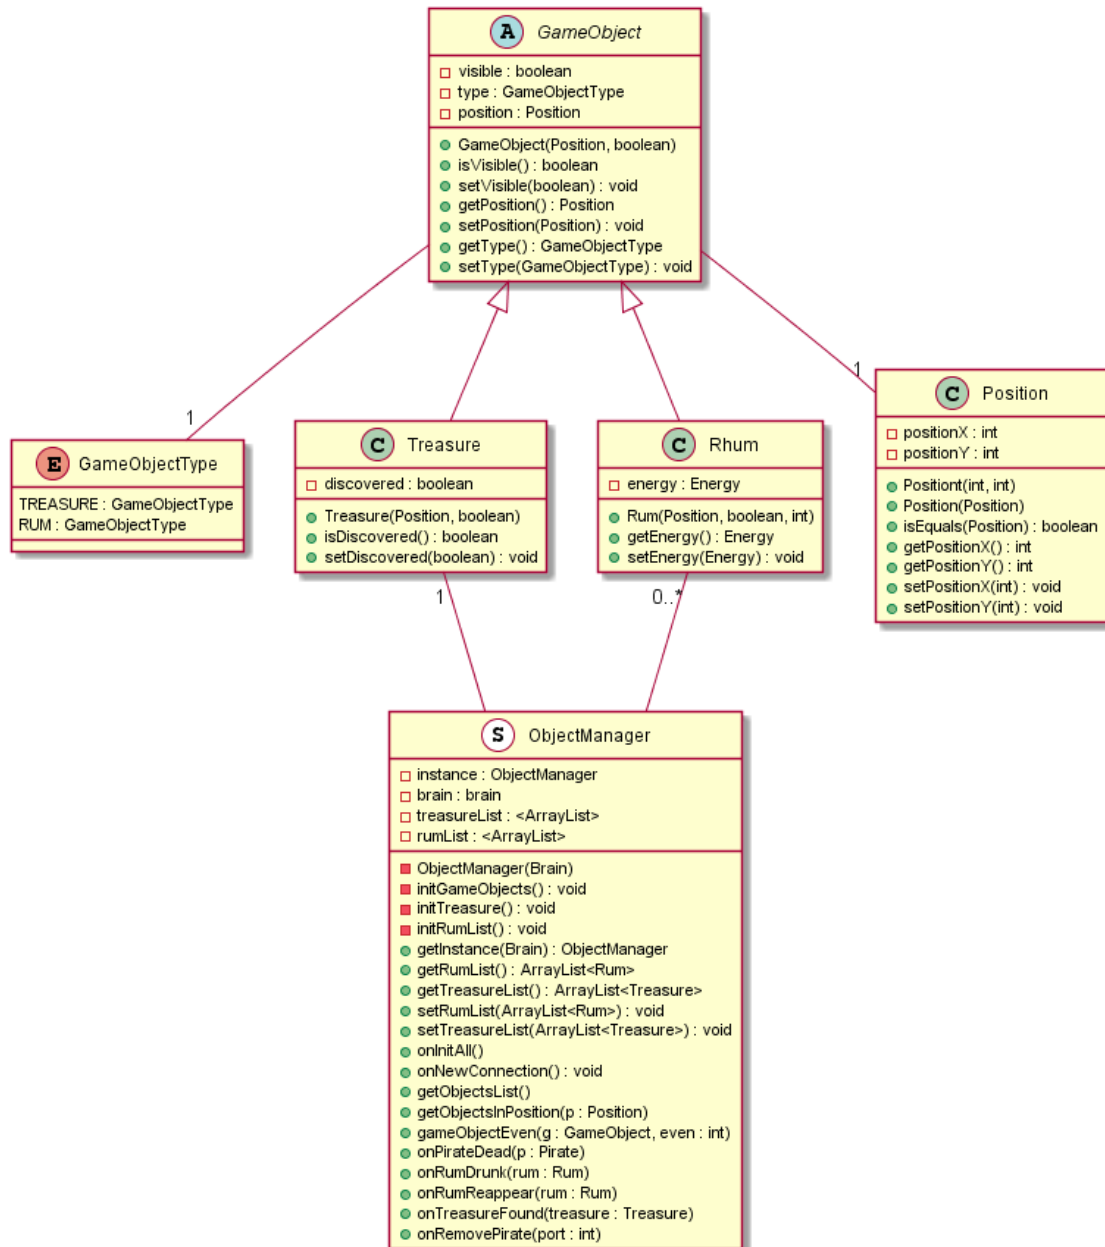 A GameObject
visible : boolean
type : GameObjectType
position : Position
GameObject(Position, boolean)
isVisible() : boolean
setVisible(boolean) : void
getPosition() : Position
setPosition(Position) : void
getType() : GameObjectType
setType(GameObjectType) : void
1
1
E GameObjectType
TREASURE : GameObjectType
RUM : GameObjectType
C Treasure
discovered : boolean
Treasure(Position, boolean)
isDiscovered() : boolean
setDiscovered(boolean) : void
C Rhum
energy : Energy
Rum(Position, boolean, int)
getEnergy() : Energy
setEnergy(Energy) : void
C Position
positionX : int
positionY : int
Positiont(int, int)
Position(Position)
isEquals(Position) : boolean
getPositionX() : int
getPositionY() : int
setPositionX(int) : void
setPositionY(int) : void
1
0..*
S ObjectManager
instance : ObjectManager
brain : brain
treasureList : <ArrayList>
rumList : <ArrayList>
ObjectManager(Brain)
initGameObjects() : void
initTreasure() : void
initRumList() : void
getInstance(Brain) : ObjectManager
getRumList() : ArrayList<Rum>
getTreasureList() : ArrayList<Treasure>
setRumList(ArrayList<Rum>) : void
setTreasureList(ArrayList<Treasure>) : void
onInitAll()
onNewConnection() : void
getObjectsList()
getObjectsInPosition(p : Position)
gameObjectEven(g : GameObject, even : int)
onPirateDead(p : Pirate)
onRumDrunk(rum : Rum)
onRumReappear(rum : Rum)
onTreasureFound(treasure : Treasure)
onRemovePirate(port : int)